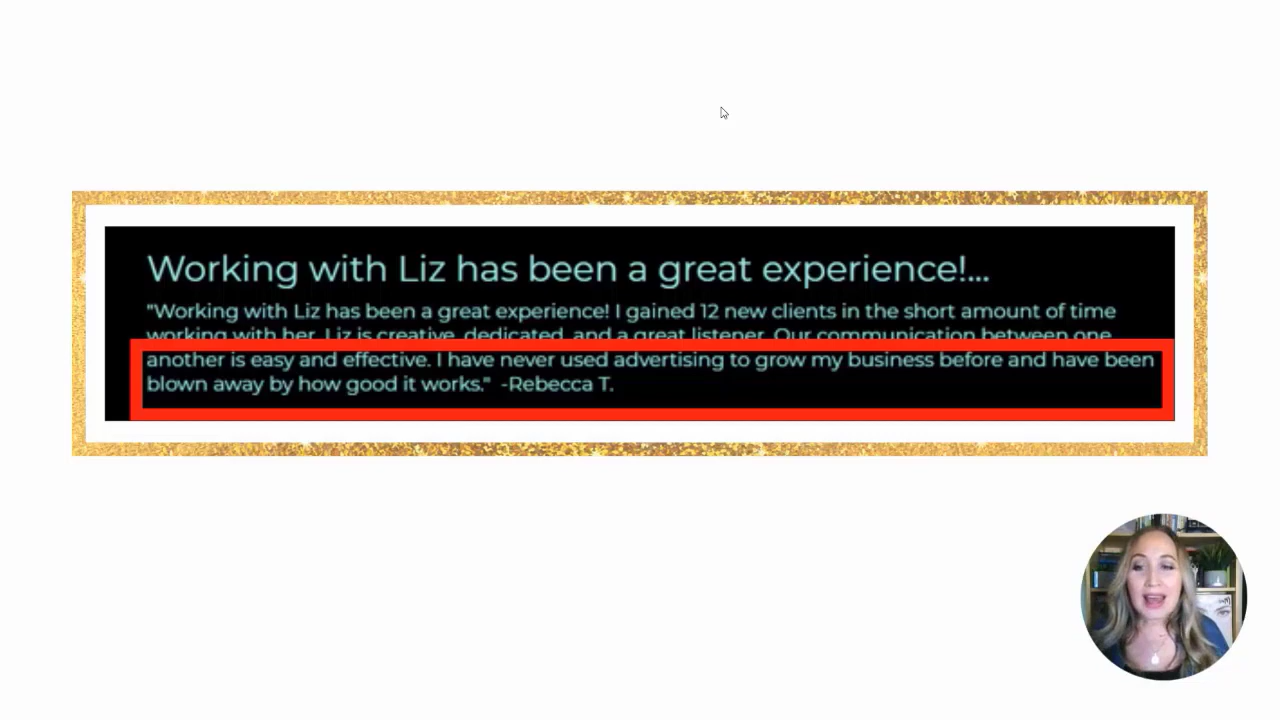 Working with Liz has been a great experience!...
"Working with Liz has been a great experience! I gained 12 new clients in the short amount of time
working with her. Liz is creative, dedicated, and a great listener. Our communication between one
another is easy and effective. I have never used advertising to grow my business before and have been
blown away by how good it works." -Rebecca T.